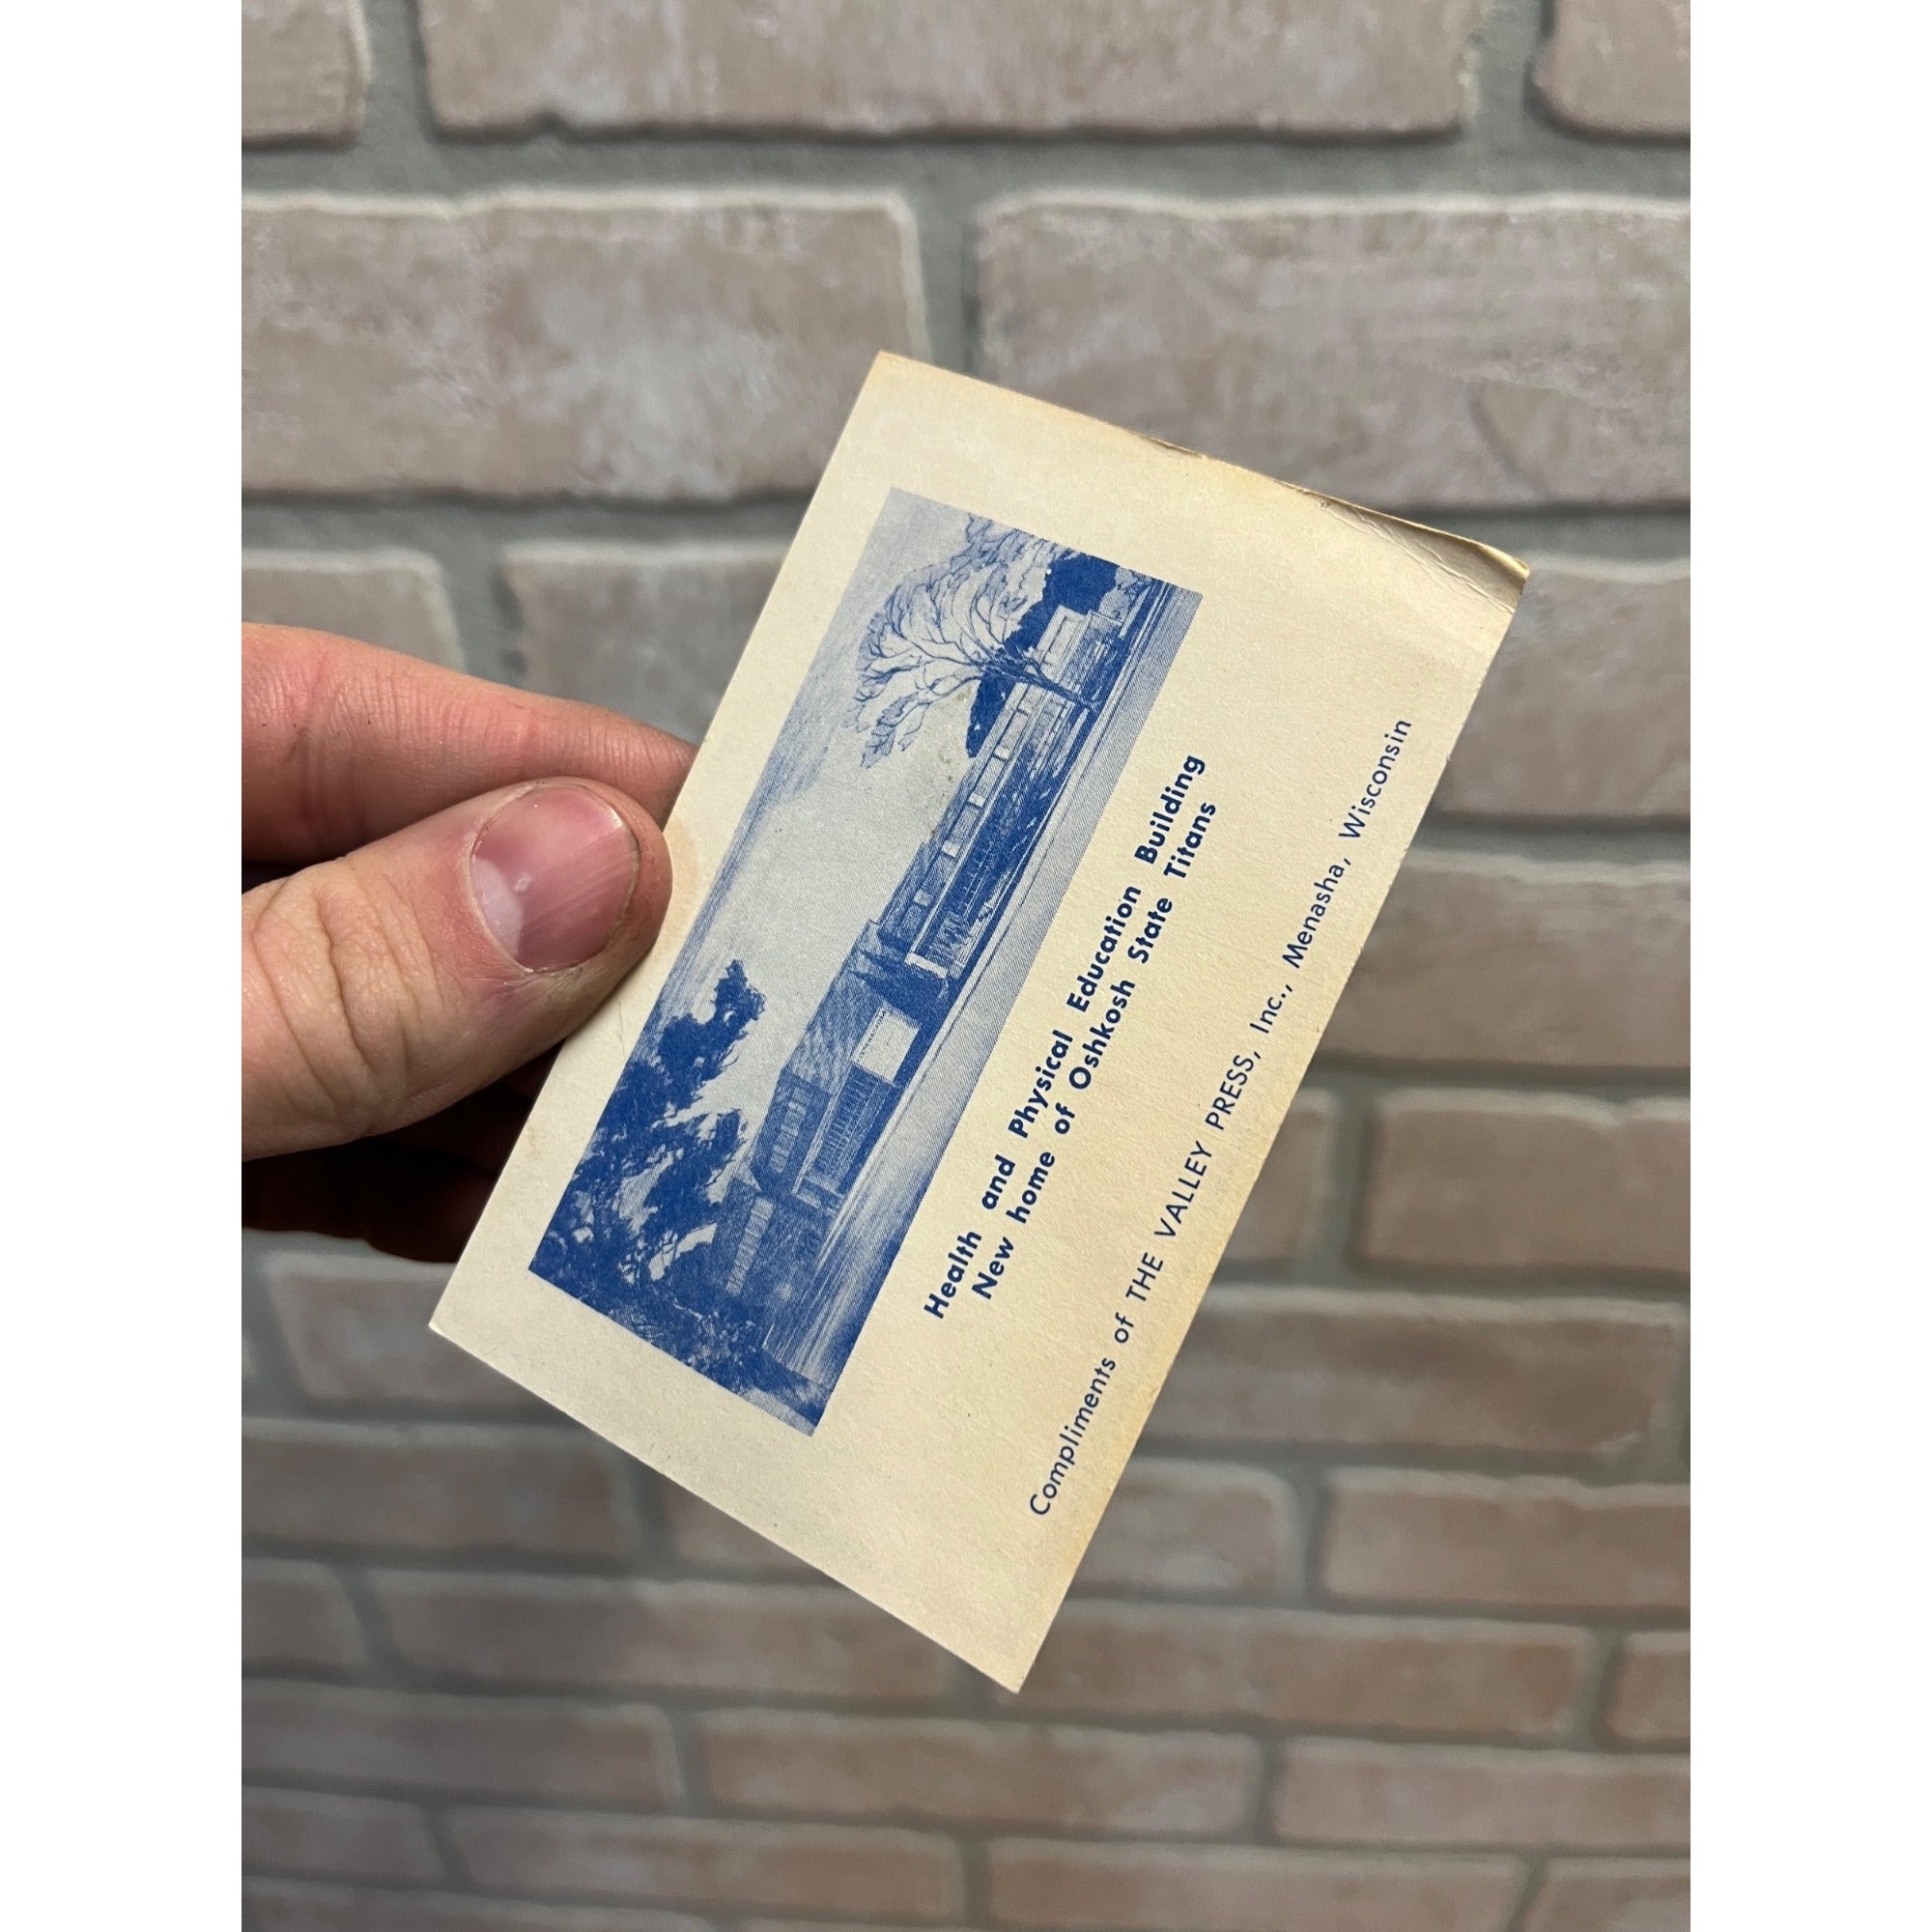 Health and Physical Education Building
New home of Oshkosh State Titans
Compliments of THE VALLEY PRESS, Inc., Menasha, Wisconsin